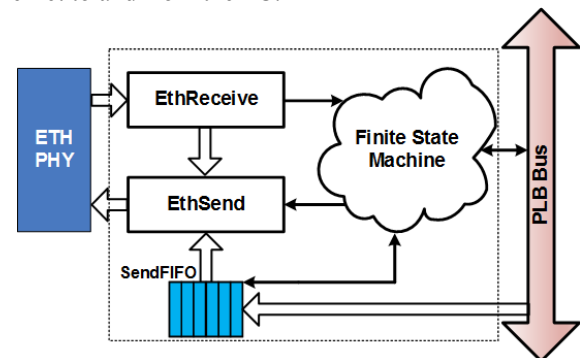 EthReceive
ETH
PHY
Finite State
Machine
EthSend
SendFIFO
PLB Bus